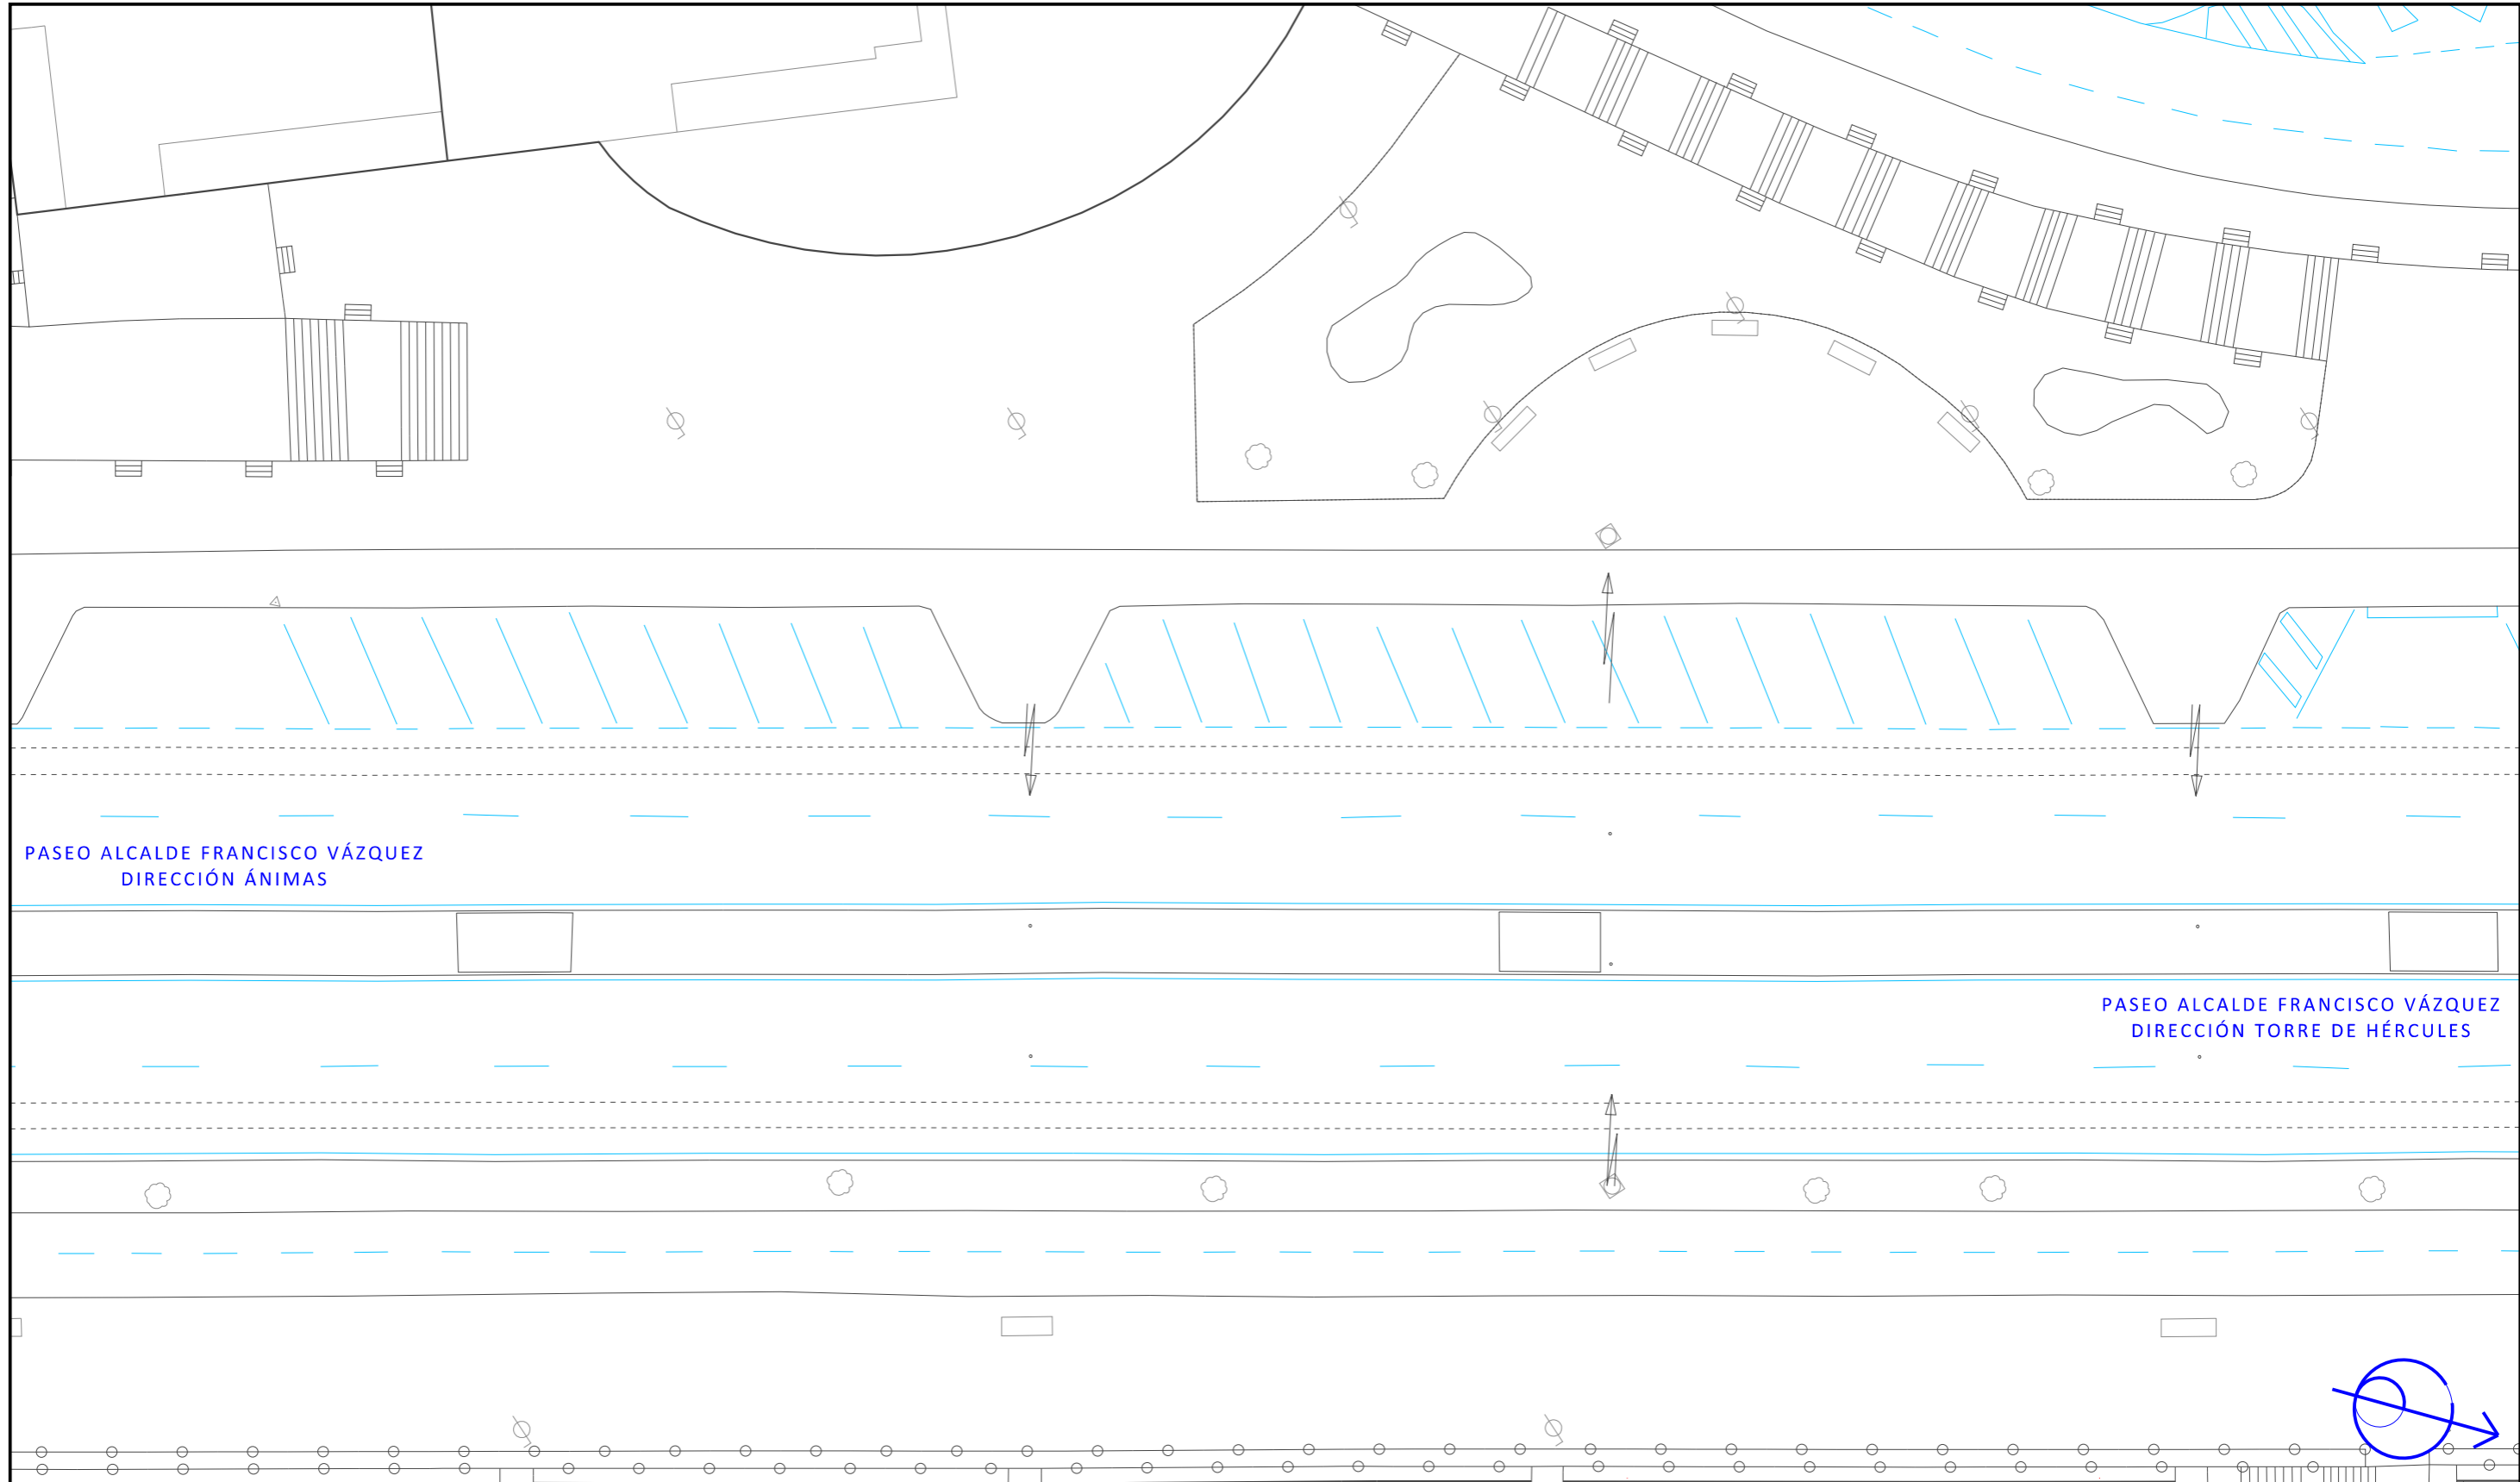 PASEO ALCALDE FRANCISCO VÁZQUEZ
DIRECCIÓN ÁNIMAS
PASEO ALCALDE FRANCISCO VÁZQUEZ
DIRECCIÓN TORRE DE HÉRCULES